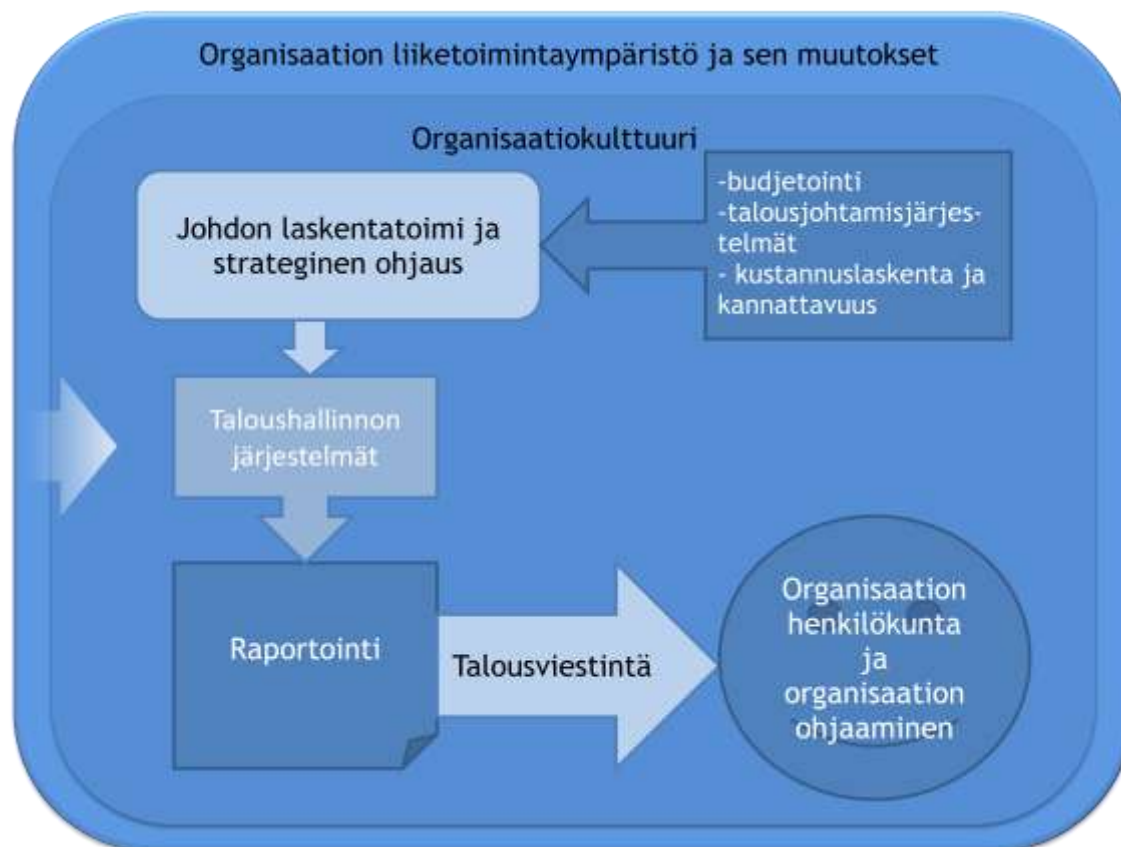 Organisaation liiketoimintaympäristö ja sen muutokset
Organisaatiokulttuuri
Johdon laskentatoimi ja
strateginen ohjaus
-budjetointi
-talousjohtamisjärjes-
telmät
- kustannuslaskenta ja
kannattavuus
Taloushallinnon
järjestelmät
Raportointi
Talousviestintä
Organisaation
henkilökunta
ja
organisaation
ohjaaminen